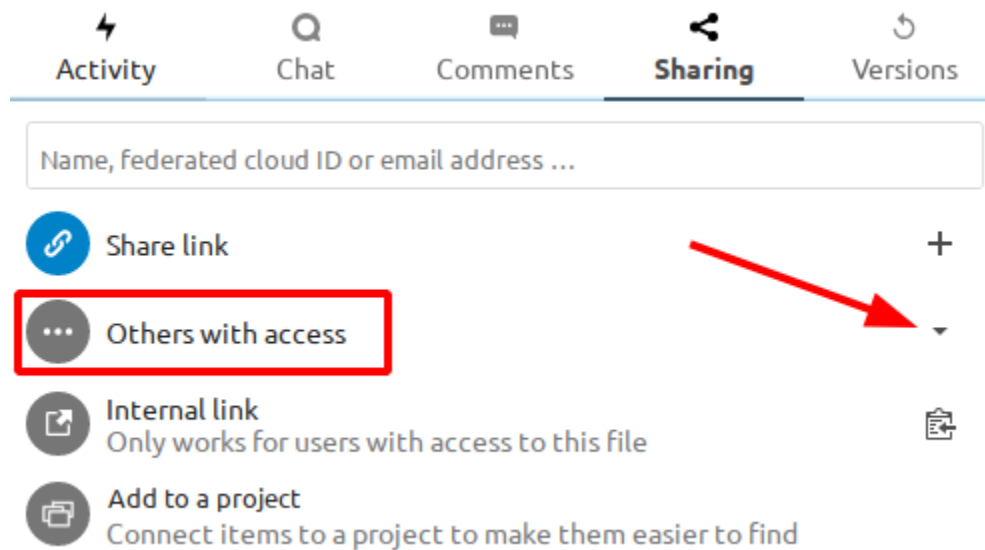 Activity
Chat
Comments
Sharing
Versions
Name, federated cloud ID or email address ...
Share link
Others with access
Internal link
Only works for users with access to this file
Add to a project
Connect items to a project to make them easier to find